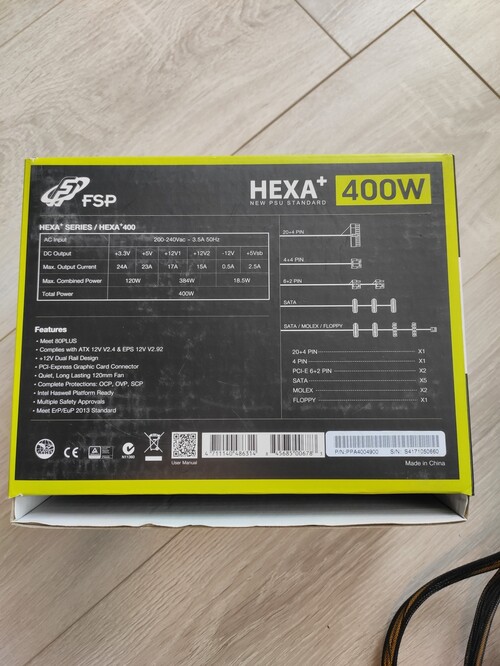 FSP
HEXA+
NEW PSU STANDARD
400W
HEXA+ SERIES / HEXA+400
AC Input 200-240Vac ~ 3.5A 50Hz
DC Output +3.3V +5V +12V1 +12V2 -12V +5Vsb
Max. Output Current 24A 23A 17A 15A 0.5A 2.5A
Max. Combined Power 120W 384W 18.5W
Total Power 400W
Features
• Meet 80PLUS
• Complies with ATX 12V V2.4 & EPS 12V V2.92
• +12V Dual Rail Design
• PCI-Express Graphic Card Connector
• Quiet, Long Lasting 120mm Fan
• Complete Protections: OCP, OVP, SCP
• Intel Haswell Platform Ready
• Multiple Safety Approvals
• Meet ErP/EuP 2013 Standard
20+4 PIN
4+4 PIN
6+2 PIN
SATA
SATA / MOLEX / FLOPPY
20+4 PIN X1
4 PIN X1
PCI-E 6+2 PIN X2
SATA X5
MOLEX X2
FLOPPY X1
CE
User Manual
P/N:PPA4004900 S/N: S4171050860
Made in China